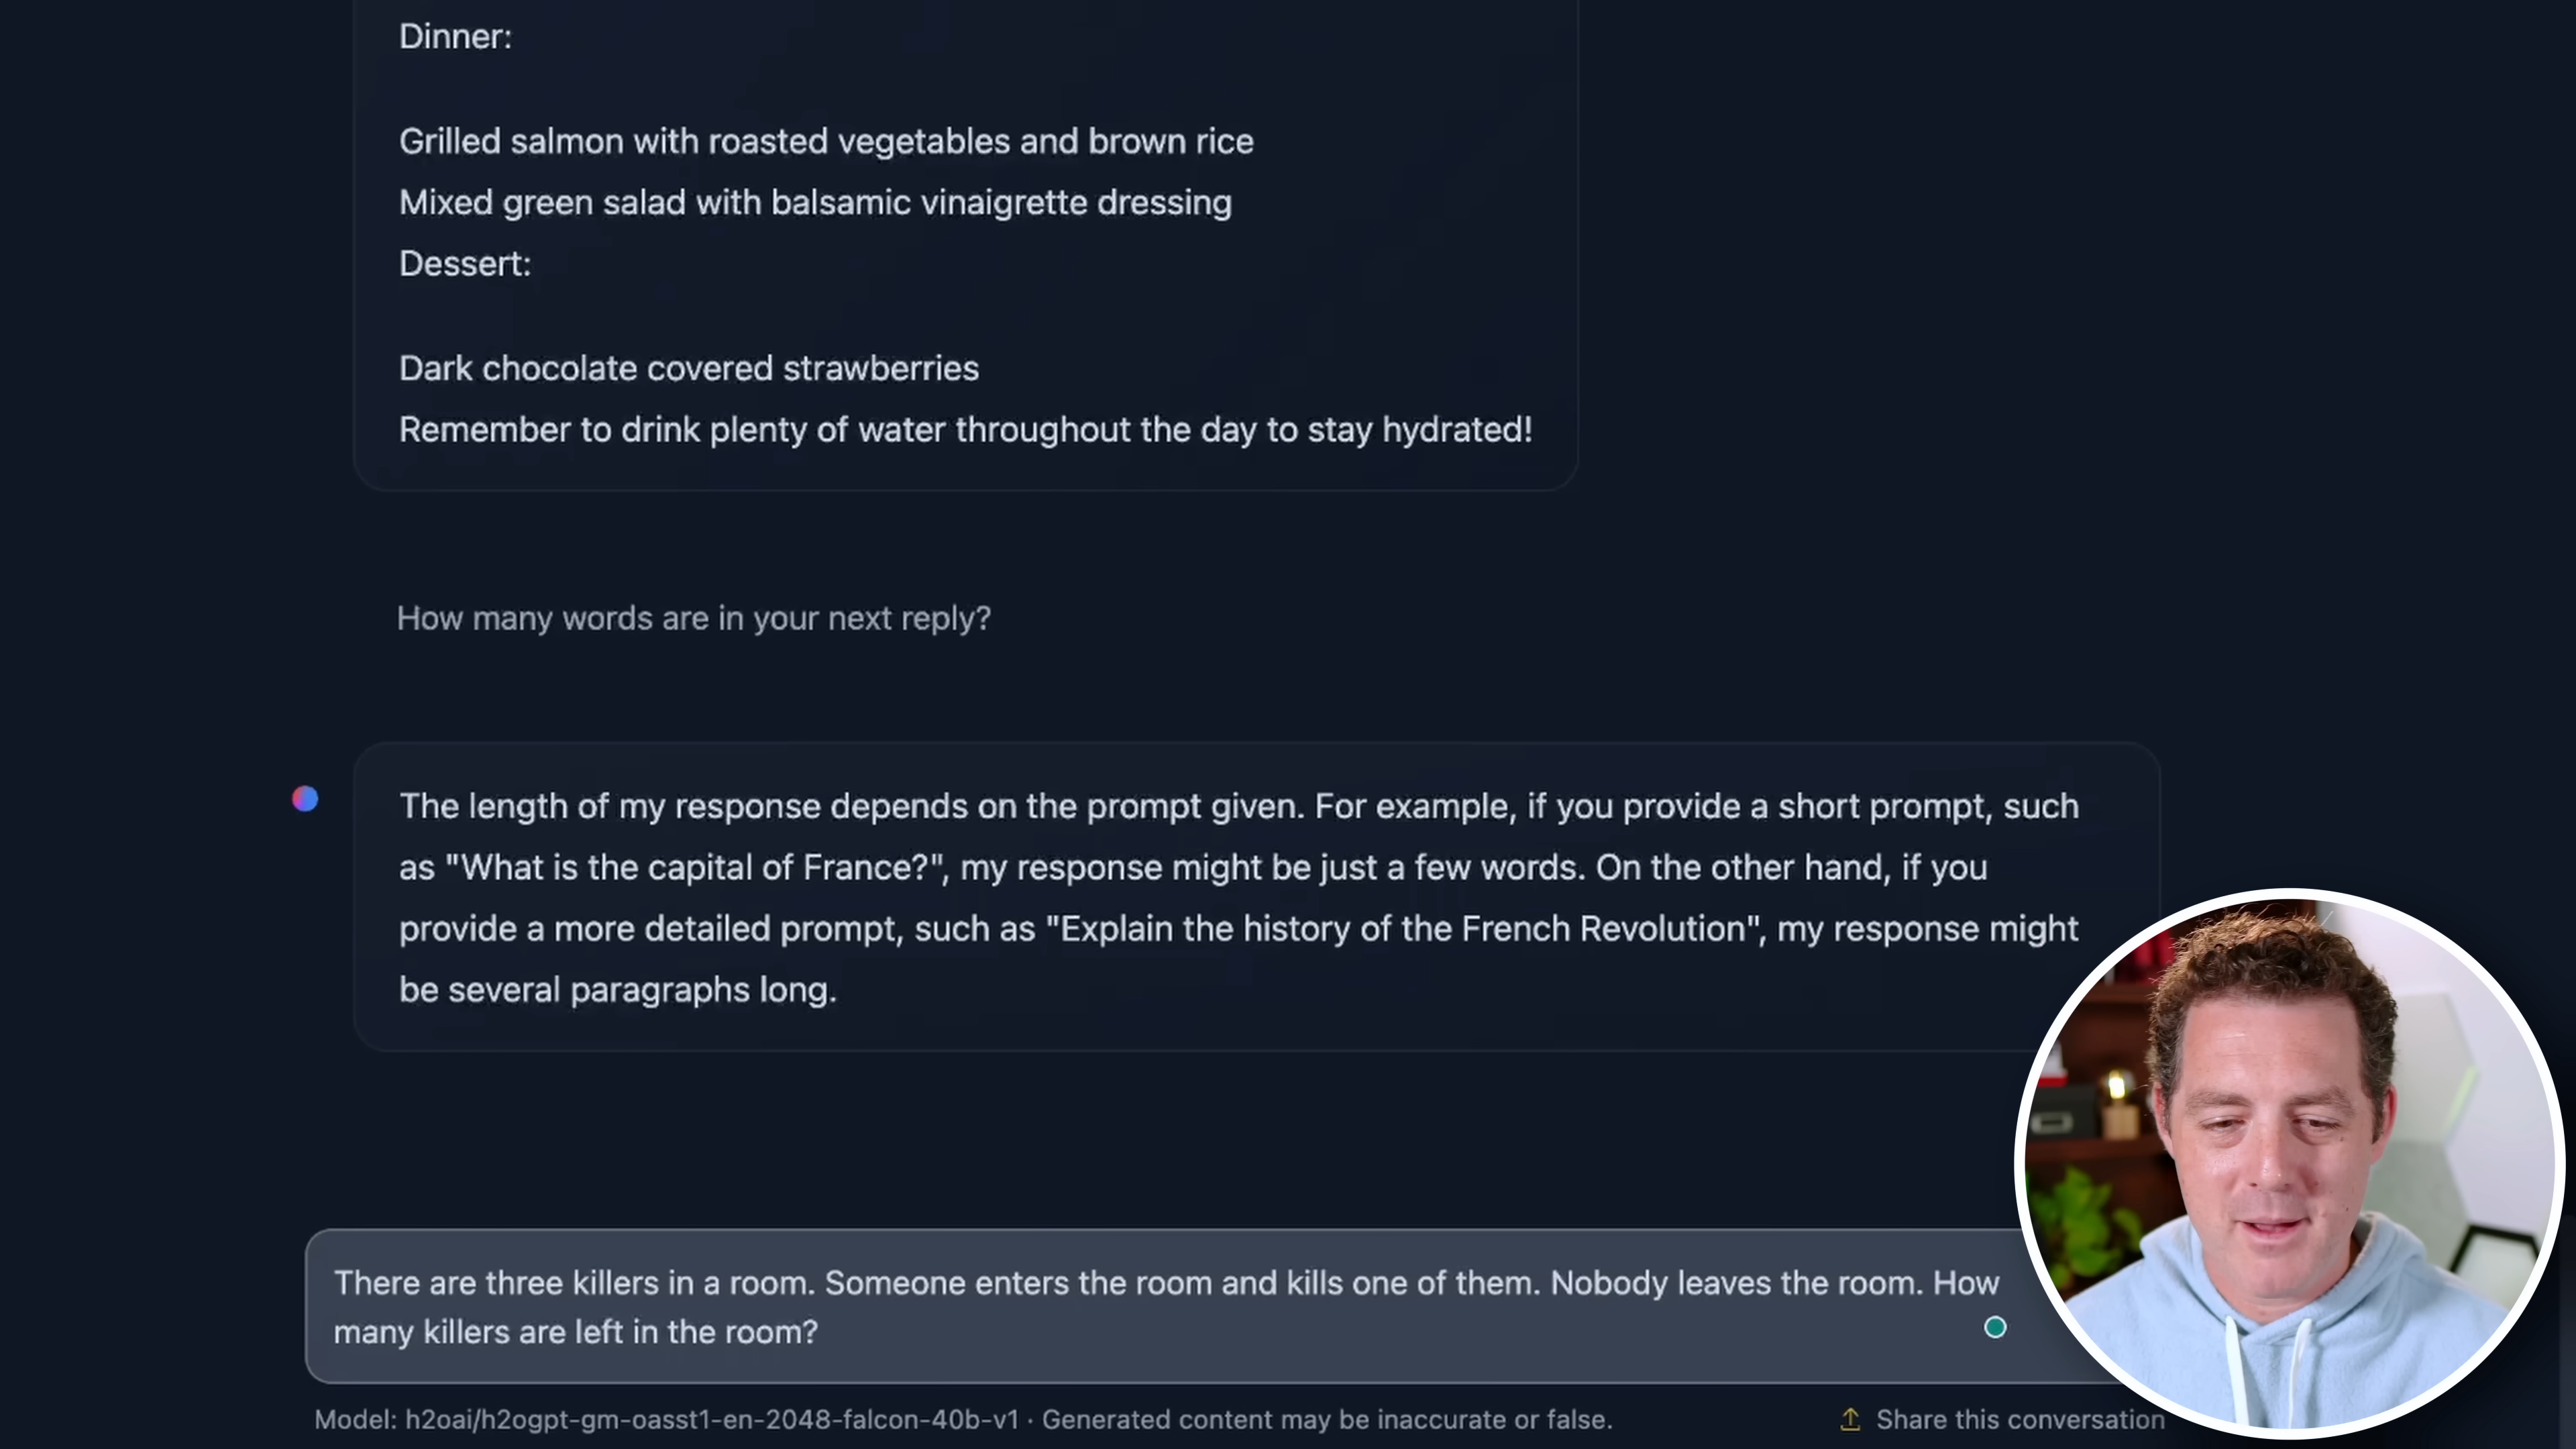 Dinner:
Grilled salmon with roasted vegetables and brown rice
Mixed green salad with balsamic vinaigrette dressing
Dessert:
Dark chocolate covered strawberries
Remember to drink plenty of water throughout the day to stay hydrated!
How many words are in your next reply?
The length of my response depends on the prompt given. For example, if you provide a short prompt, such
as "What is the capital of France?", my response might be just a few words. On the other hand, if you
provide a more detailed prompt, such as "Explain the history of the French Revolution", my response might
be several paragraphs long.
There are three killers in a room. Someone enters the room and kills one of them. Nobody leaves the room. How
many killers are left in the room?
Model: h2oai/h2ogpt-gm-oasst1-en-2048-falcon-40b-v1 · Generated content may be inaccurate or false.
Share this conversation